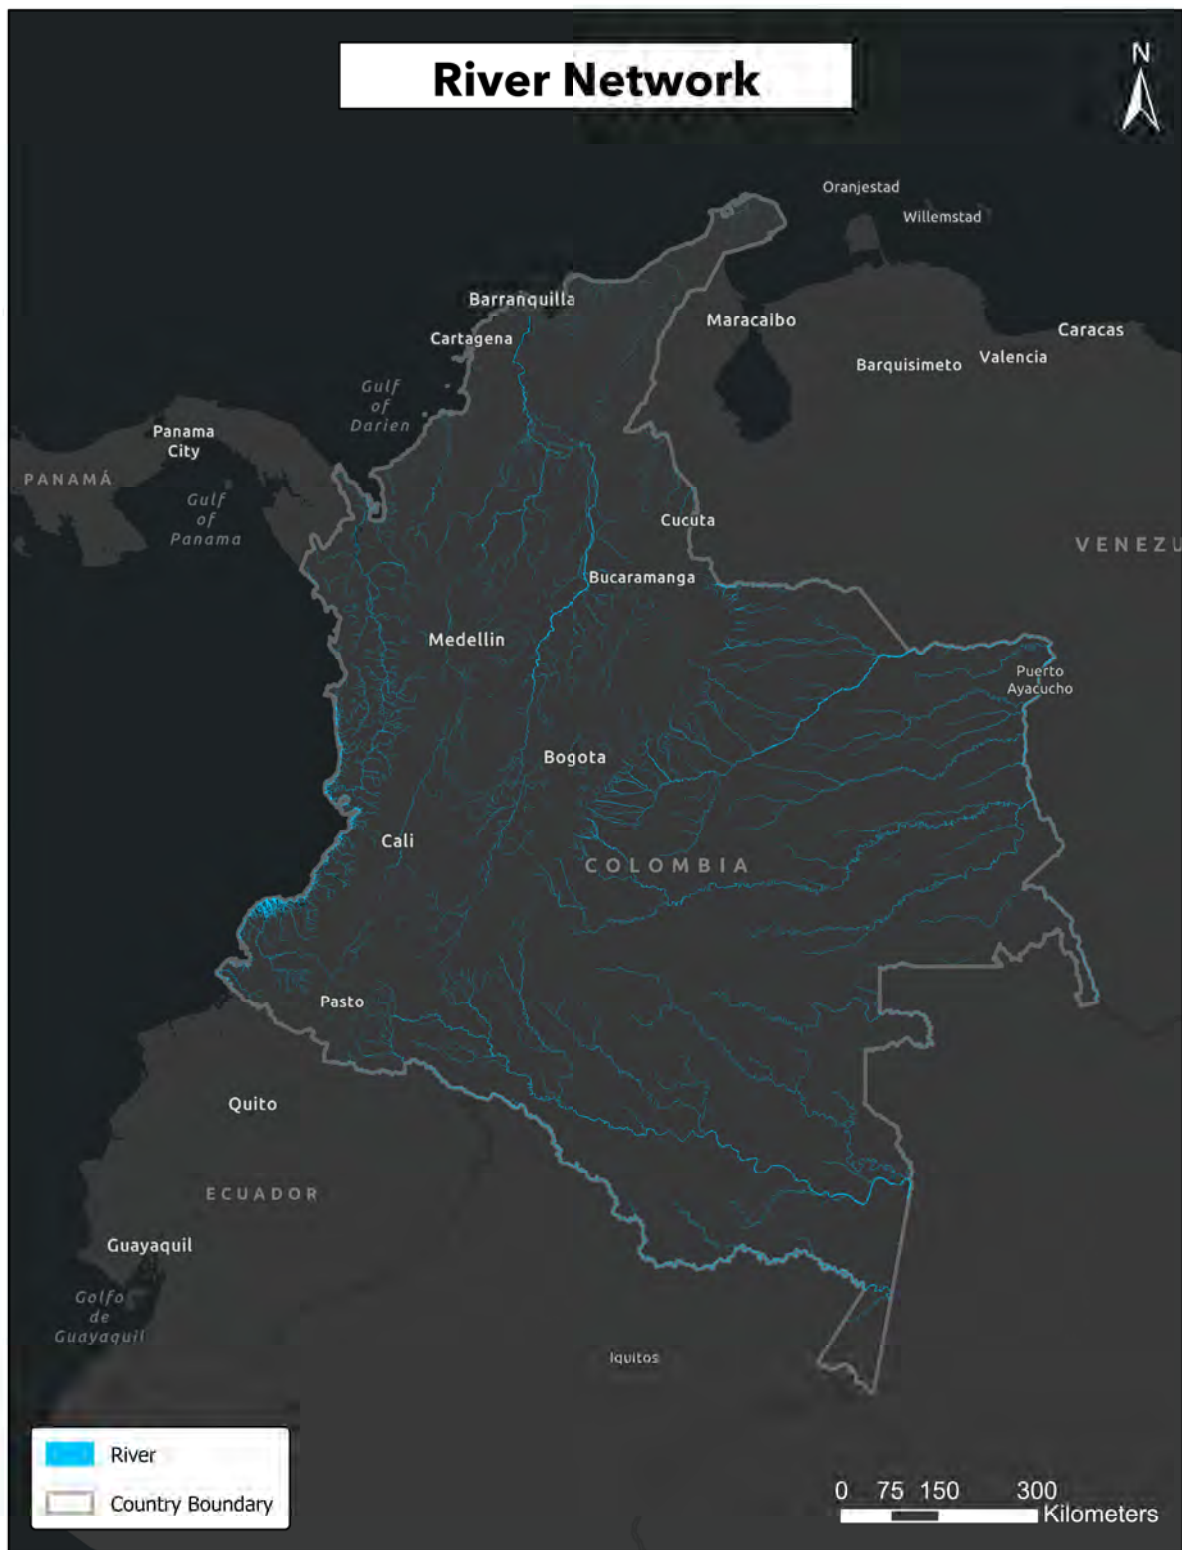 River Network
N
Oranjestad
Willemstad
Barranquilla
Maracaibo
Caracas
Cartagena
Valencia
Barquisimeto
Gulf
of
Darien
Panama
City
PANAMÁ
Gulf
of
Panama
Cucuta
VENEZU
Bucaramanga
Medellin
Puerto
Ayacucho
Bogota
Cali
COLOMBIA
Pasto
Quito
ECUADOR
Guayaquil
Golfo
de
Guayaquil
Iquitos
River
Country Boundary
0 75 150 300
Kilometers